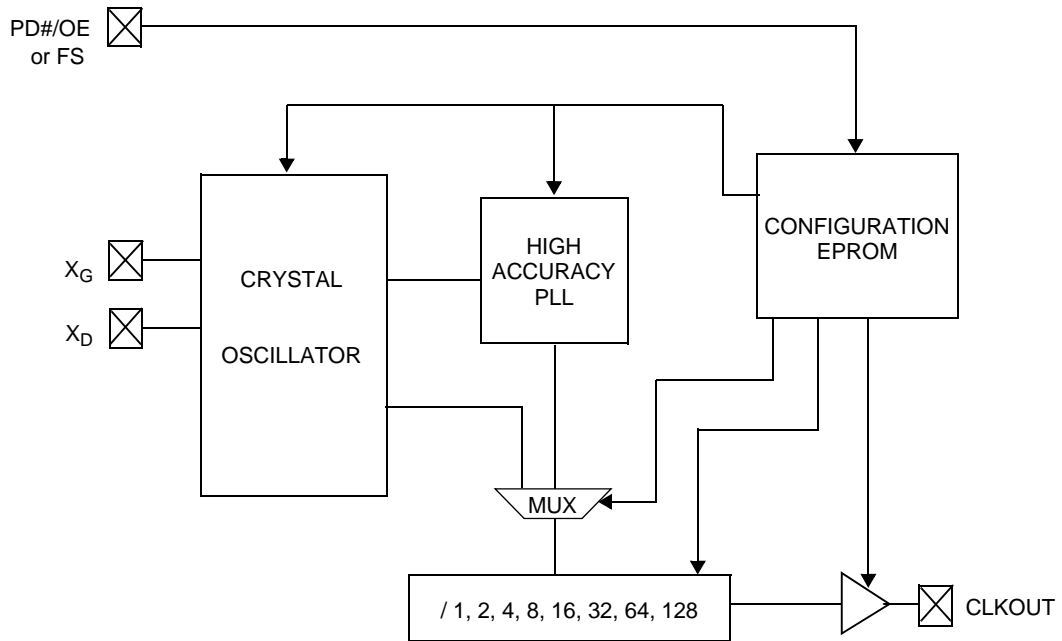 PD#/OE
or FS
CONFIGURATION
EPROM
HIGH
ACCURACY
PLL
X_G
CRYSTAL
X_D
OSCILLATOR
MUX
/ 1, 2, 4, 8, 16, 32, 64, 128
CLKOUT